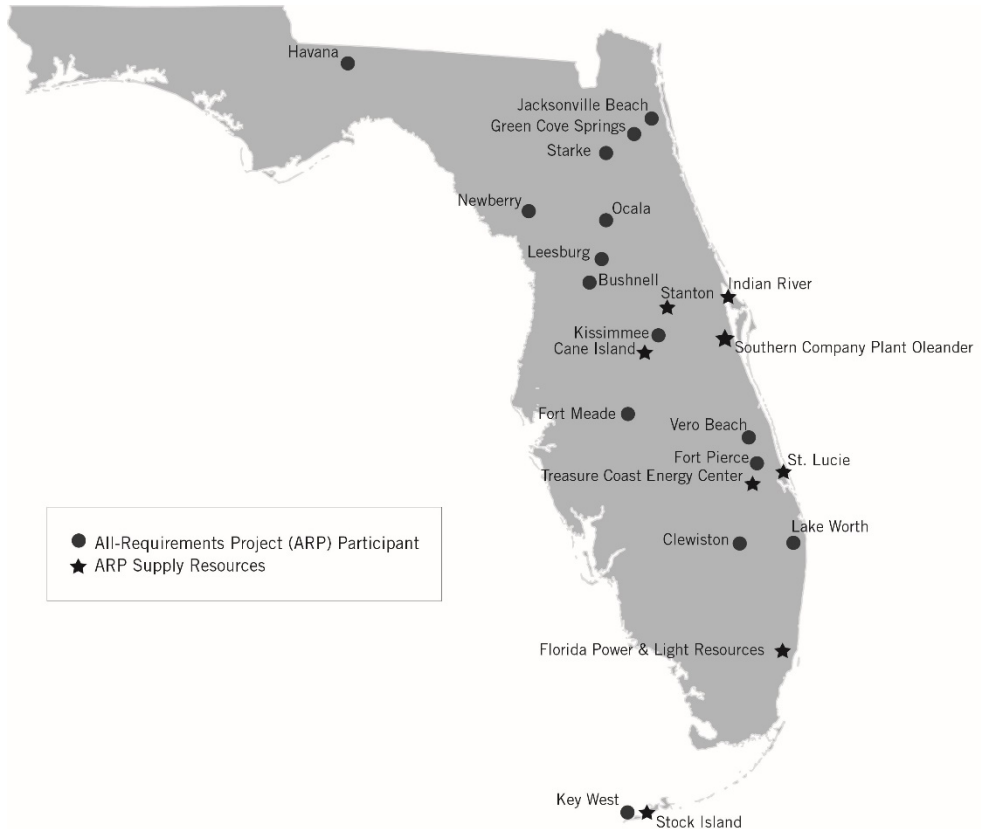 Havana
Jacksonville Beach
Green Cove Springs
Starke
Newberry
Ocala
Leesburg
Bushnell
Stanton
Indian River
Kissimmee
Cane Island
Southern Company Plant Oleander
Fort Meade
Vero Beach
Fort Pierce
St. Lucie
Treasure Coast Energy Center
Lake Worth
Clewiston
All-Requirements Project (ARP) Participant
ARP Supply Resources
Florida Power & Light Resources
Key West
Stock Island